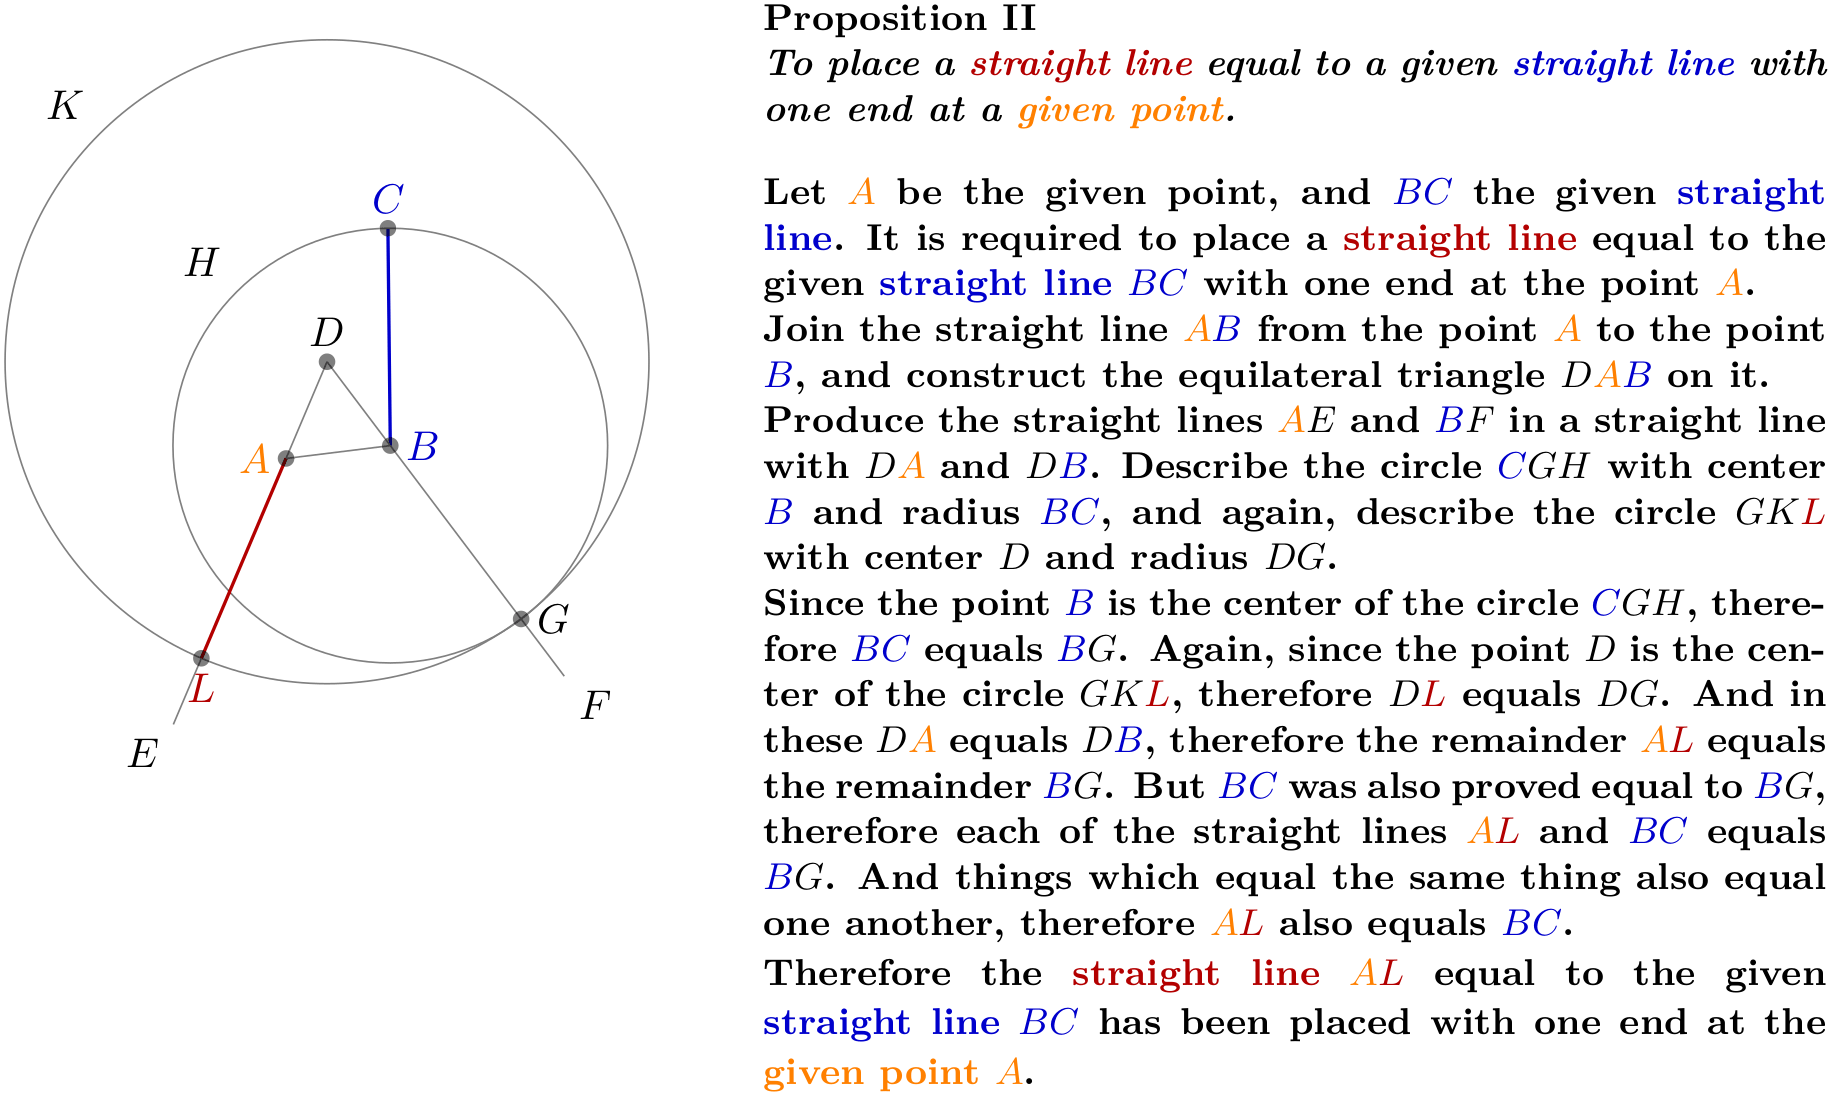 K
C
H
D
A
B
G
L
F
E
Proposition II
To place a straight line equal to a given straight line with
one end at a given point.
Let A be the given point, and BC the given straight
line. It is required to place a straight line equal to the
given straight line BC with one end at the point A.
Join the straight line AB from the point A to the point
B, and construct the equilateral triangle DAB on it.
Produce the straight lines AE and BF in a straight line
with DA and DB. Describe the circle CGH with center
B and radius BC, and again, describe the circle GKL
with center D and radius DG.
Since the point B is the center of the circle CGH, there-
fore BC equals BG. Again, since the point D is the cen-
ter of the circle GKL, therefore DL equals DG. And in
these DA equals DB, therefore the remainder AL equals
the remainder BG. But BC was also proved equal to BG,
therefore each of the straight lines AL and BC equals
BG. And things which equal the same thing also equal
one another, therefore AL also equals BC.
Therefore the straight line AL equal to the given
straight line BC has been placed with one end at the
given point A.